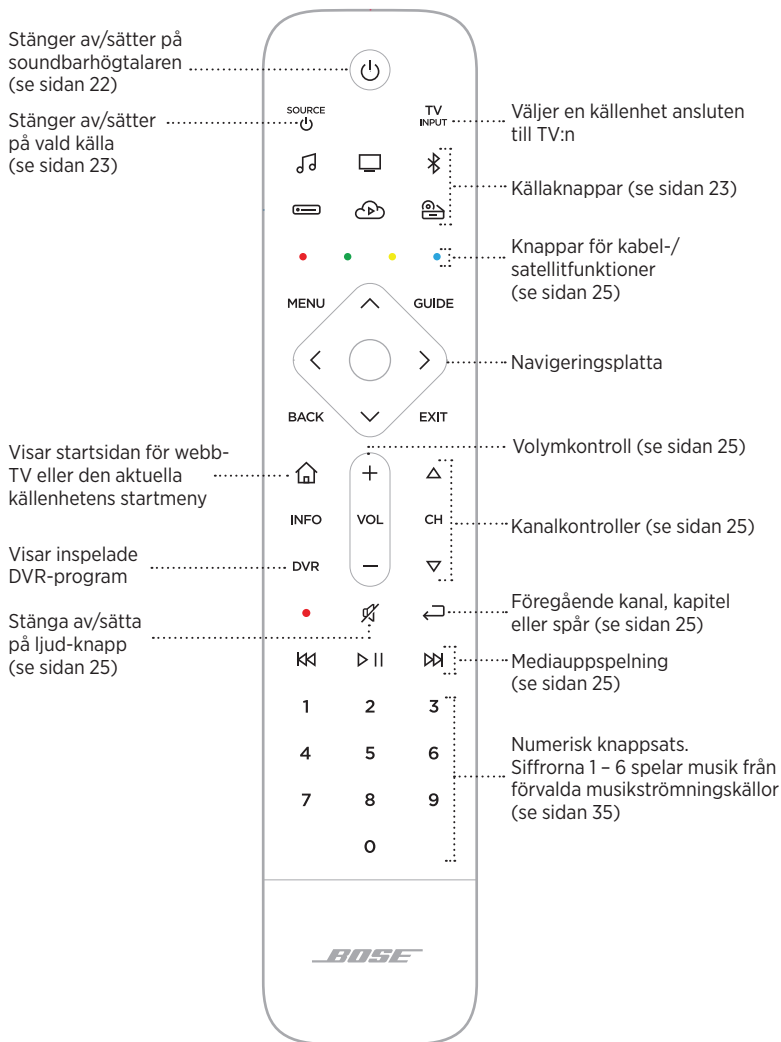 Stänger av/sätter på
soundbarhögtalaren
(se sidan 22)
SOURCE
TV
INPUT
Stänger av/sätter
på vald källa
(se sidan 23)
Väljer en källenhet ansluten
till TV:n
Källaknappar (se sidan 23)
Knappar för kabel-/
satellitfunktioner
(se sidan 25)
MENU
GUIDE
Navigeringsplatta
BACK
EXIT
Volymkontroll (se sidan 25)
Visar startsidan för webb-
TV eller den aktuella
källenhetens startmeny
+
INFO
VOL
CH
Kanalkontroller (se sidan 25)
Visar inspelade
DVR-program
DVR
–
Stänga av/sätta
på ljud-knapp
(se sidan 25)
Föregående kanal, kapitel
eller spår (se sidan 25)
Mediauppspelning
(se sidan 25)
1 2 3
4 5 6
7 8 9
0
Numerisk knappsats.
Siffrorna 1 – 6 spelar musik från
förvalda musikströmningskällor
(se sidan 35)
BOSE